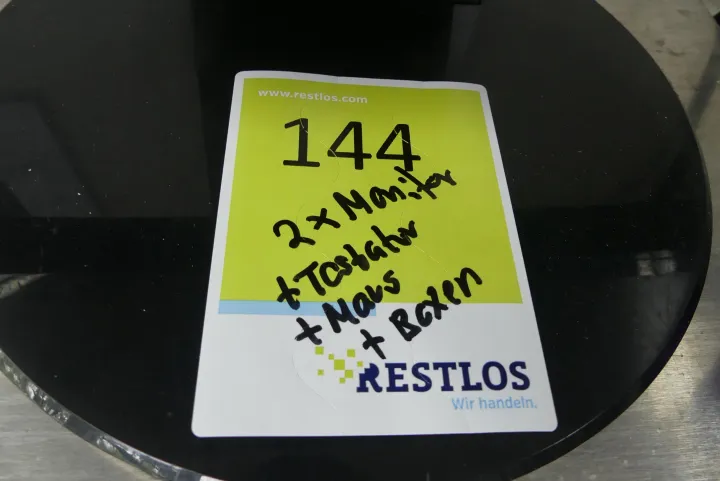 www.restlos.com
144
2x Monitor
+ Tastatur
+ Maus
+ Boxen
RESTLOS
Wir handeln.